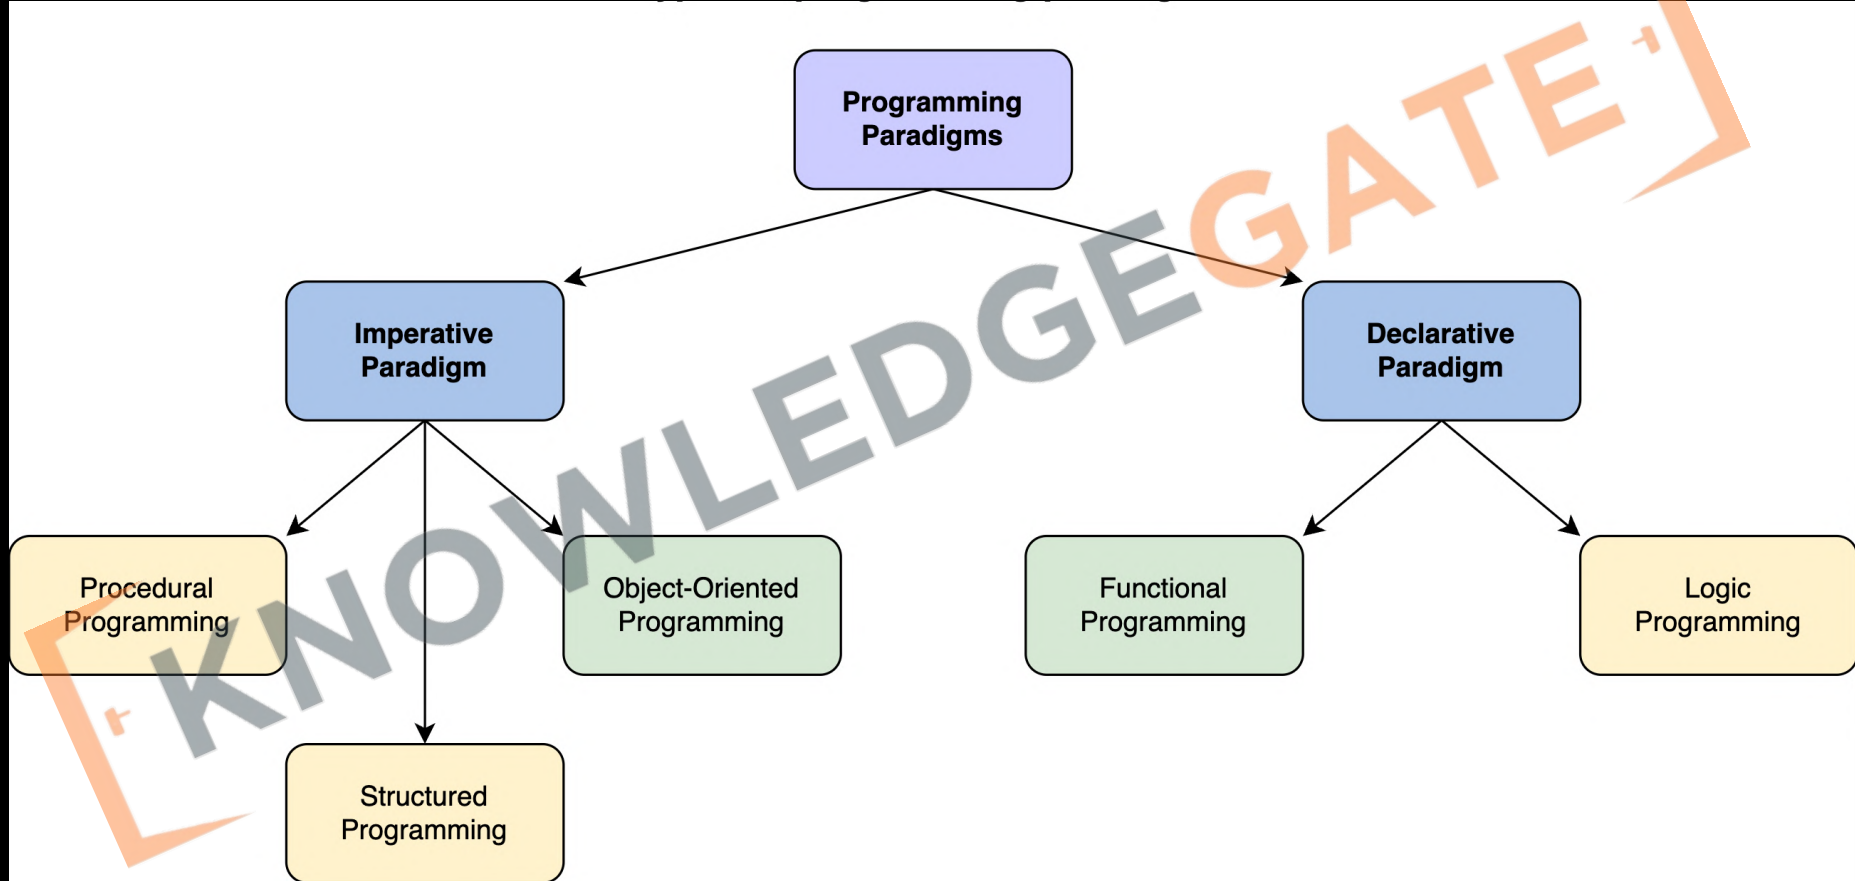 Programming
Paradigms
Imperative
Paradigm
Declarative
Paradigm
Procedural
Programming
Object-Oriented
Programming
Functional
Programming
Logic
Programming
Structured
Programming
KNOWLEDGEGATE